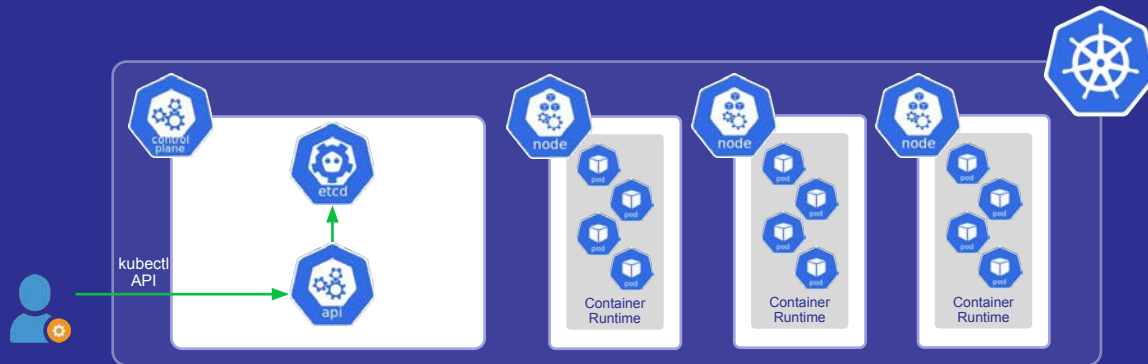 control
plane
etcd
kubectl
API
api
node
pod
pod
pod
pod
Container
Runtime
node
pod
pod
pod
pod
Container
Runtime
node
pod
pod
pod
pod
Container
Runtime